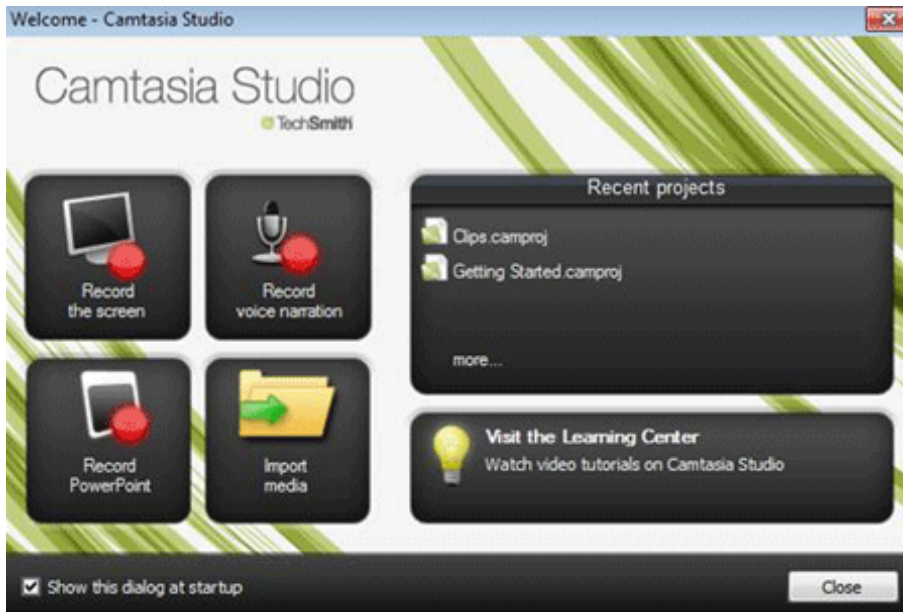 Welcome - Camtasia Studio
Camtasia Studio
TechSmith
Record
the screen
Record
voice narration
Record
PowerPoint
Import
media
Recent projects
Clips.camproj
Getting Started.camproj
more...
Visit the Learning Center
Watch video tutorials on Camtasia Studio
Show this dialog at startup
Close